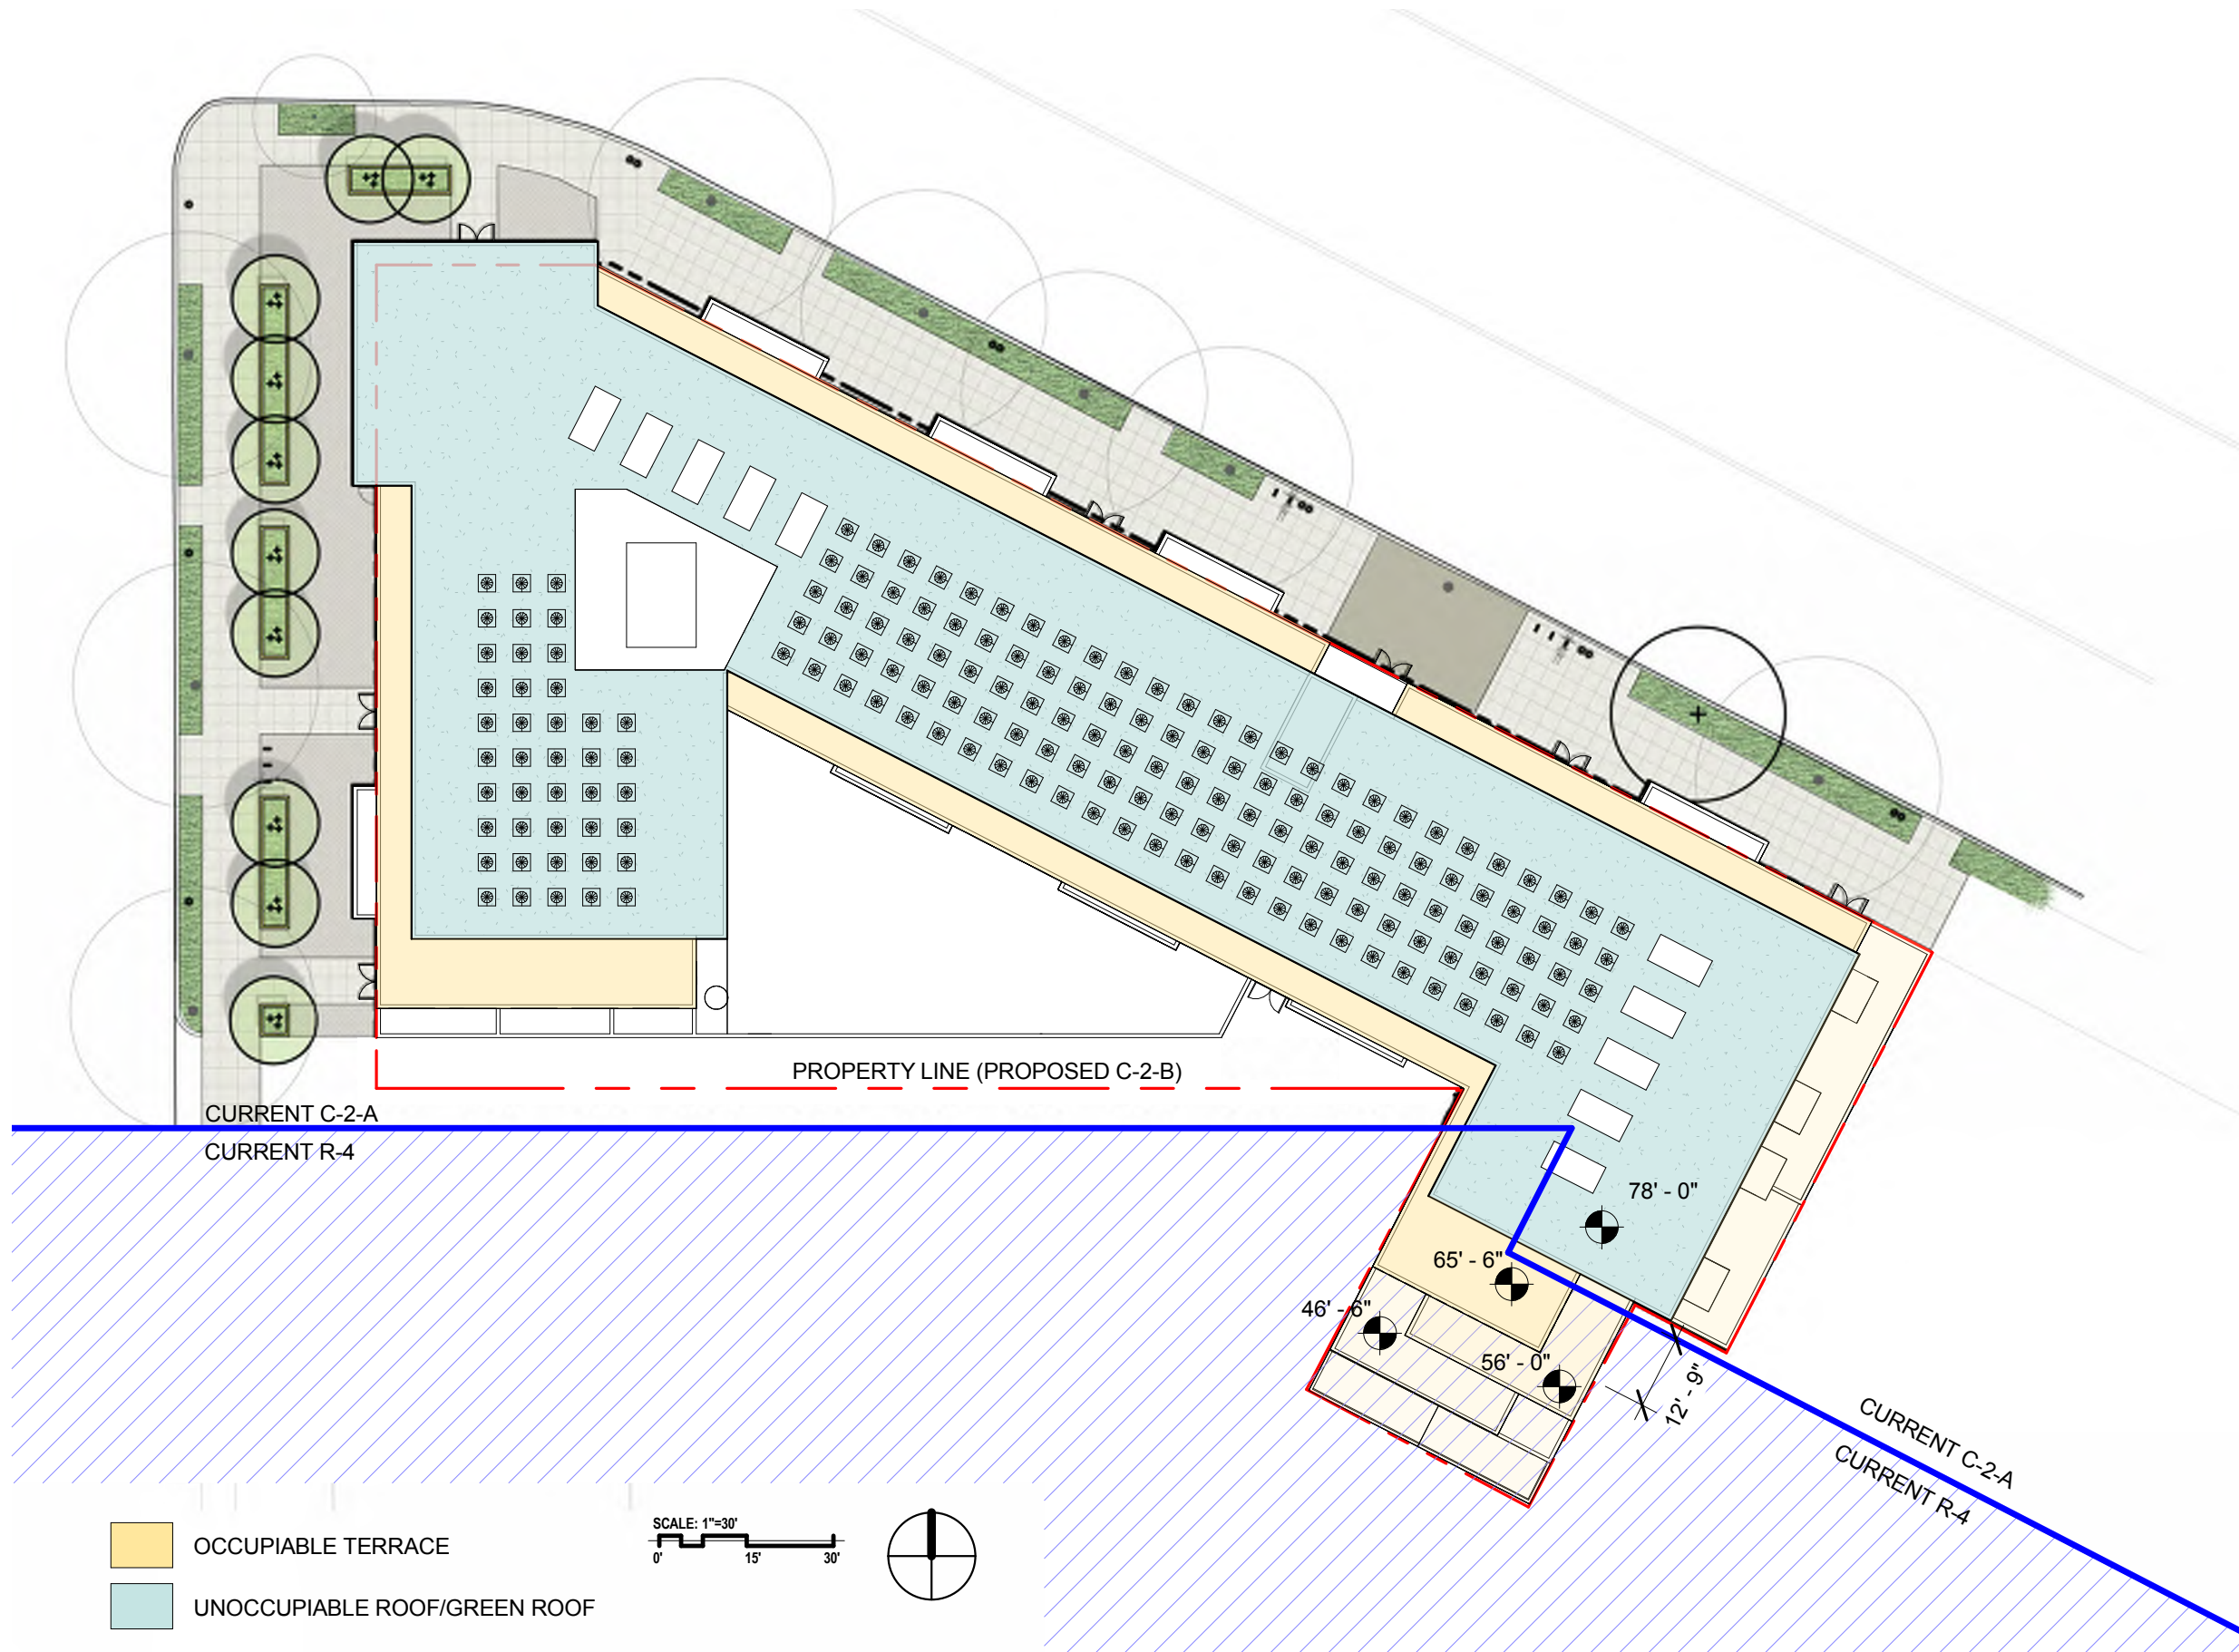 PROPERTY LINE (PROPOSED C-2-B)
CURRENT C-2-A
CURRENT R-4
78' - 0"
65' - 6"
46' - 6"
56' - 0"
12' - 9"
CURRENT C-2-A
CURRENT R-4
OCCUPIABLE TERRACE
UNOCCUPIABLE ROOF/GREEN ROOF
SCALE: 1"=30'
0' 15' 30'